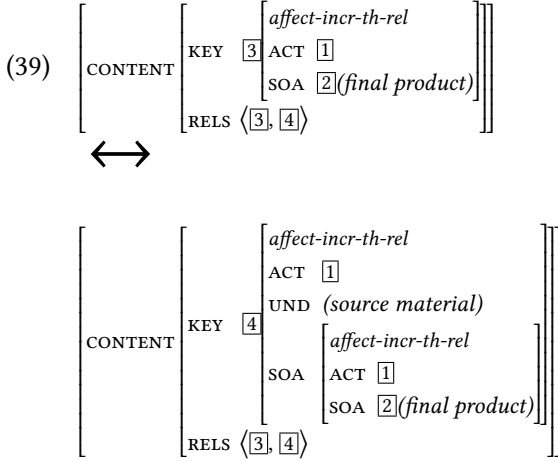 (39)
affect-incr-th-rel
CONTENT KEY 3 ACT 1
SOA 2(final product)
RELS ⟨3, 4⟩
⟷
affect-incr-th-rel
ACT 1
UND (source material)
KEY 4
affect-incr-th-rel
CONTENT
SOA ACT 1
SOA 2(final product)
RELS ⟨3, 4⟩